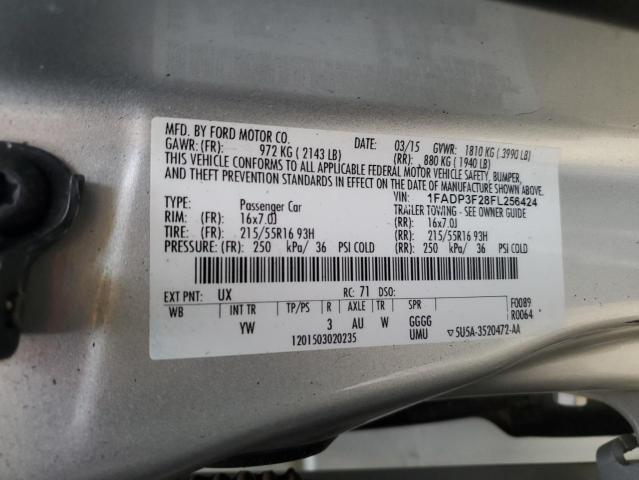 MFD. BY FORD MOTOR CO.
DATE: 03/15 GVWR: 1810 KG ( 3990 LB)
GAWR: (FR): 972 KG ( 2143 LB) (RR): 880 KG ( 1940 LB)
THIS VEHICLE CONFORMS TO ALL APPLICABLE FEDERAL MOTOR VEHICLE SAFETY, BUMPER,
AND THEFT PREVENTION STANDARDS IN EFFECT ON THE DATE OF MANUFACTURE SHOWN ABOVE.
VIN: 1FADP3F28FL256424
TYPE: Passenger Car TRAILER TOWING - SEE OWNER GUIDE
RIM: (FR): 16x7.0J (RR): 16x7.0J
TIRE: (FR): 215/55R16 93H (RR): 215/55R16 93H
PRESSURE: (FR): 250 kPa/ 36 PSI COLD (RR): 250 kPa/ 36 PSI COLD
EXT PNT: UX RC: 71 DSO:
WB INT TR TP/PS R AXLE TR SPR F0089
YW 3 AU W GGGG R0064
1201503020235 UMU ▽5U5A-3520472-AA